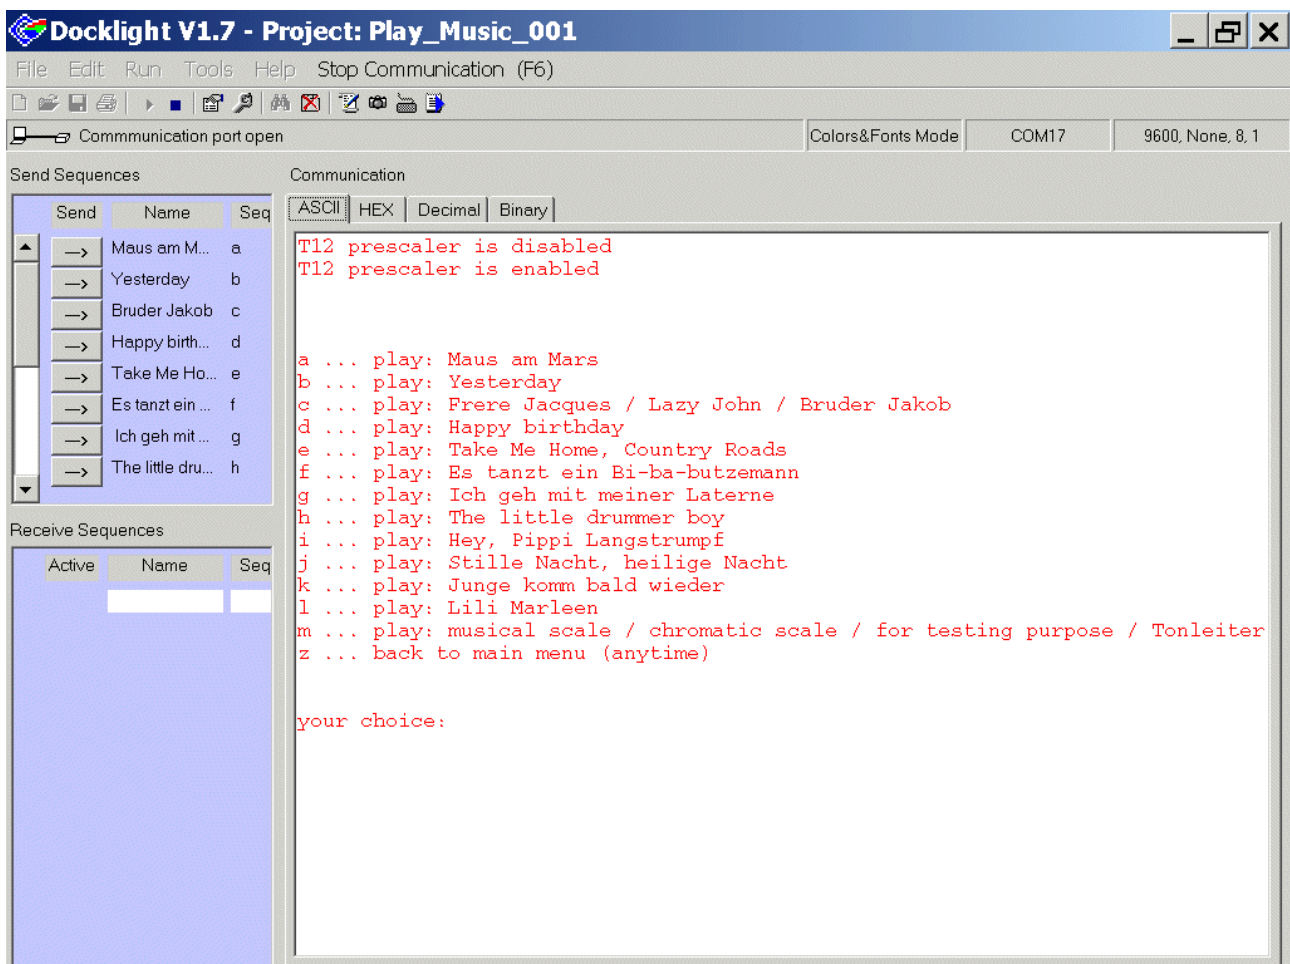 Docklight V1.7 - Project: Play_Music_001
File Edit Run Tools Help Stop Communication (F6)
Commmunication port open Colors&Fonts Mode COM17 9600, None, 8, 1
Send Sequences
Send Name Seq
---> Maus am M... a
---> Yesterday b
---> Bruder Jakob c
---> Happy birth... d
---> Take Me Ho... e
---> Es tanzt ein ... f
---> Ich geh mit ... g
---> The little dru... h
Receive Sequences
Active Name Seq
Communication
ASCII HEX Decimal Binary
T12 prescaler is disabled
T12 prescaler is enabled
a ... play: Maus am Mars
b ... play: Yesterday
c ... play: Frere Jacques / Lazy John / Bruder Jakob
d ... play: Happy birthday
e ... play: Take Me Home, Country Roads
f ... play: Es tanzt ein Bi-ba-butzemann
g ... play: Ich geh mit meiner Laterne
h ... play: The little drummer boy
i ... play: Hey, Pippi Langstrumpf
j ... play: Stille Nacht, heilige Nacht
k ... play: Junge komm bald wieder
l ... play: Lili Marleen
m ... play: musical scale / chromatic scale / for testing purpose / Tonleiter
z ... back to main menu (anytime)
your choice: